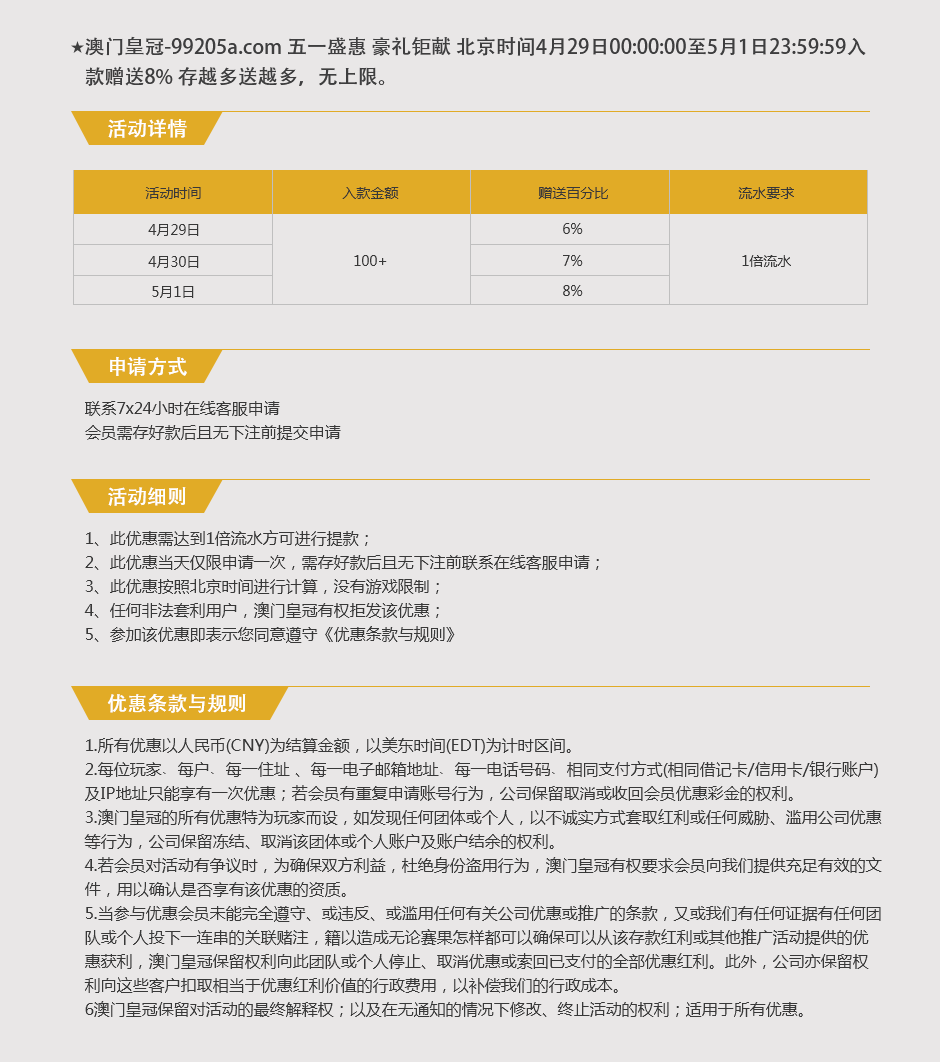 ★澳门皇冠-99205a.com 五一盛惠 豪礼钜献 北京时间4月29日00:00:00至5月1日23:59:59入
款赠送8% 存越多送越多，无上限。
活动详情
活动时间 入款金额 赠送百分比 流水要求
4月29日 6%
4月30日 100+ 7% 1倍流水
5月1日 8%
申请方式
联系7x24小时在线客服申请
会员需存好款后且无下注前提交申请
活动细则
1、此优惠需达到1倍流水方可进行提款；
2、此优惠当天仅限申请一次，需存好款后且无下注前联系在线客服申请；
3、此优惠按照北京时间进行计算，没有游戏限制；
4、任何非法套利用户，澳门皇冠有权拒发该优惠；
5、参加该优惠即表示您同意遵守《优惠条款与规则》
优惠条款与规则
1.所有优惠以人民币(CNY)为结算金额，以美东时间(EDT)为计时区间。
2.每位玩家﹑每户﹑每一住址 、每一电子邮箱地址﹑每一电话号码﹑相同支付方式(相同借记卡/信用卡/银行账户)
及IP地址只能享有一次优惠；若会员有重复申请账号行为，公司保留取消或收回会员优惠彩金的权利。
3.澳门皇冠的所有优惠特为玩家而设，如发现任何团体或个人，以不诚实方式套取红利或任何威胁、滥用公司优惠
等行为，公司保留冻结、取消该团体或个人账户及账户结余的权利。
4.若会员对活动有争议时，为确保双方利益，杜绝身份盗用行为，澳门皇冠有权要求会员向我们提供充足有效的文
件，用以确认是否享有该优惠的资质。
5.当参与优惠会员未能完全遵守、或违反、或滥用任何有关公司优惠或推广的条款，又或我们有任何证据有任何团
队或个人投下一连串的关联赌注，籍以造成无论赛果怎样都可以确保可以从该存款红利或其他推广活动提供的优
惠获利，澳门皇冠保留权利向此团队或个人停止、取消优惠或索回已支付的全部优惠红利。此外，公司亦保留权
利向这些客户扣取相当于优惠红利价值的行政费用，以补偿我们的行政成本。
6澳门皇冠保留对活动的最终解释权；以及在无通知的情况下修改、终止活动的权利；适用于所有优惠。